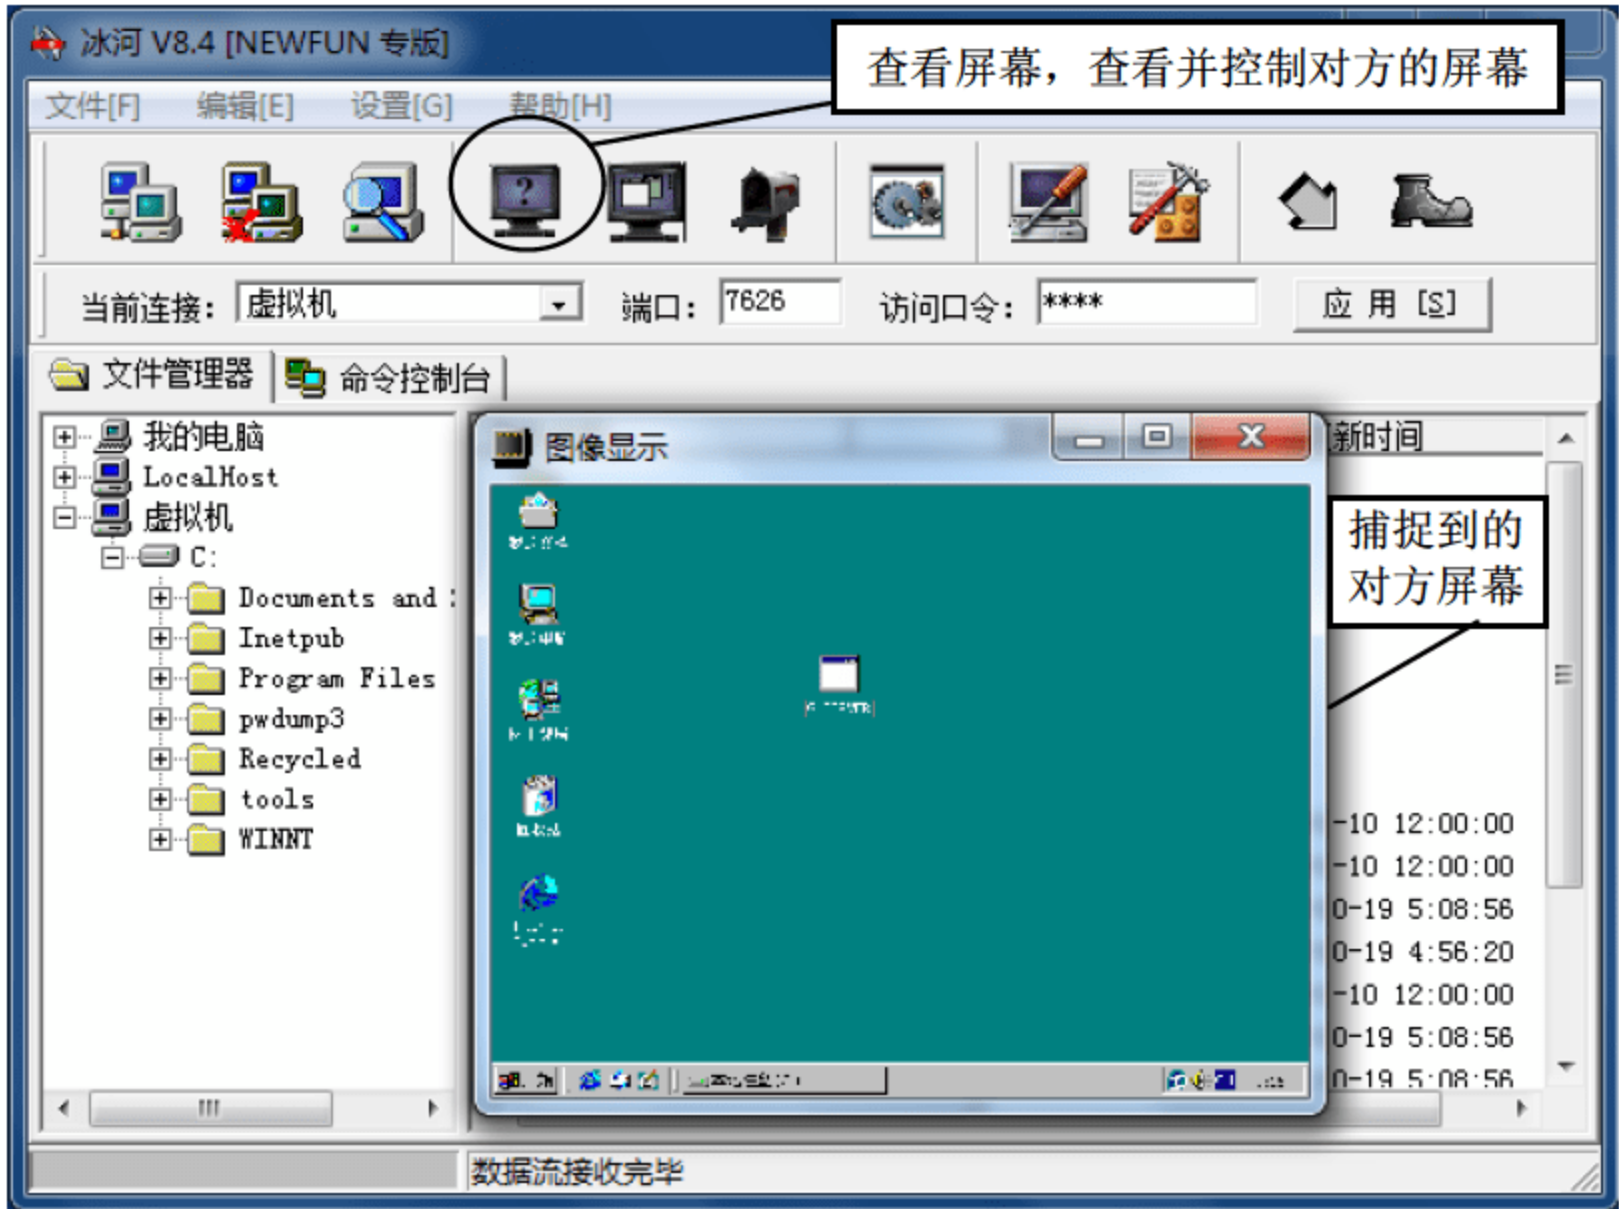 冰河 V8.4 [NEWFUN 专版]
查看屏幕，查看并控制对方的屏幕
文件[F] 编辑[E] 设置[G] 帮助[H]
?
当前连接： 虚拟机 端口： 7626 访问口令： **** 应 用 [S]
文件管理器 命令控制台
我的电脑
LocalHost
虚拟机
C:
Documents and
Inetpub
Program Files
pwdump3
Recycled
tools
WINNT
图像显示
新时间
捕捉到的
对方屏幕
-10 12:00:00
-10 12:00:00
0-19 5:08:56
0-19 4:56:20
-10 12:00:00
0-19 5:08:56
0-19 5:08:56
数据流接收完毕